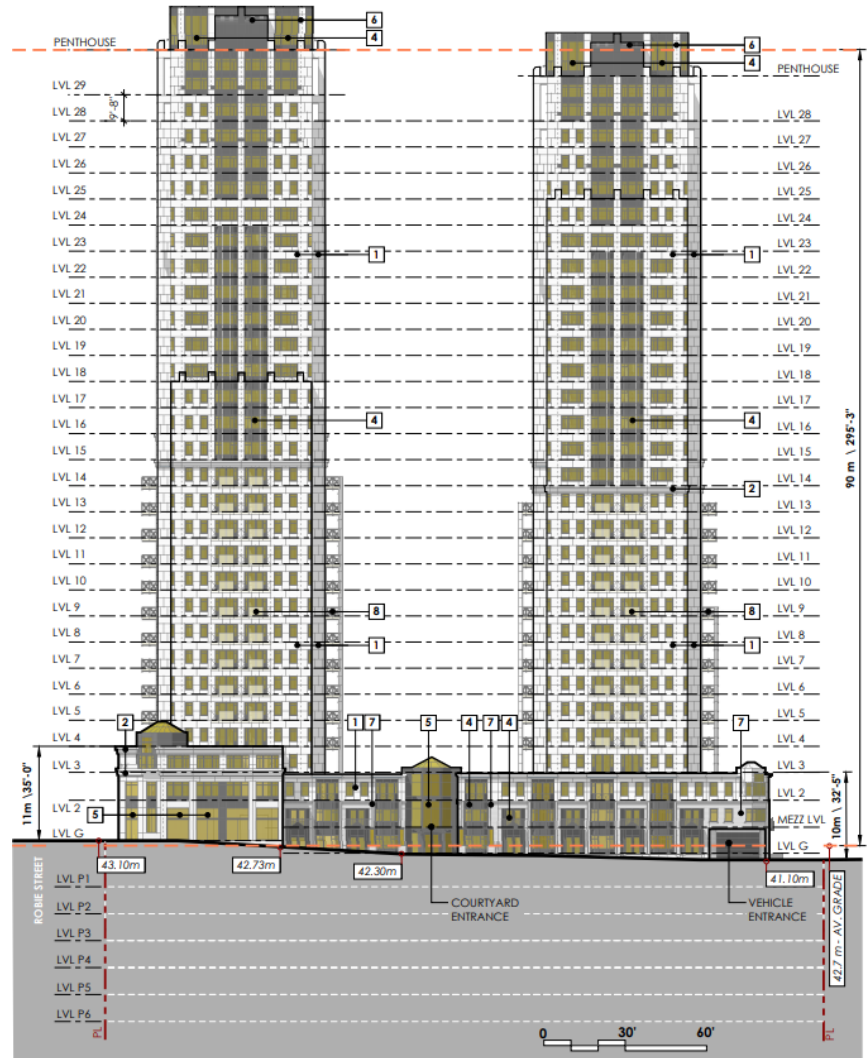 6
4
PENTHOUSE
LVL 29
9'-8"
LVL 28
LVL 27
LVL 26
LVL 25
LVL 24
LVL 23
1
LVL 22
LVL 21
LVL 20
LVL 19
LVL 18
LVL 17
LVL 16
4
LVL 15
LVL 14
LVL 13
LVL 12
LVL 11
LVL 10
LVL 9
8
LVL 8
1
LVL 7
LVL 6
LVL 5
LVL 4
LVL 3
LVL 2
LVL G
6
4
PENTHOUSE
LVL 28
LVL 27
LVL 26
LVL 25
LVL 24
LVL 23
1
LVL 22
LVL 21
LVL 20
LVL 19
LVL 18
LVL 17
4
LVL 16
LVL 15
LVL 14
2
LVL 13
LVL 12
LVL 11
LVL 10
LVL 9
8
LVL 8
1
LVL 7
LVL 6
LVL 5
LVL 4
LVL 3
LVL 2
MEZZ LVL
LVL G
90 m \ 295'-3"
10m \ 32'-5"
11m \35'-0"
2
1
7
5
4
7
4
7
5
43.10m
42.73m
42.30m
41.10m
42.7 m - AV. GRADE
ROBIE STREET
COURTYARD
ENTRANCE
VEHICLE
ENTRANCE
LVL P1
LVL P2
LVL P3
LVL P4
LVL P5
LVL P6
PL
PL
0 30' 60'